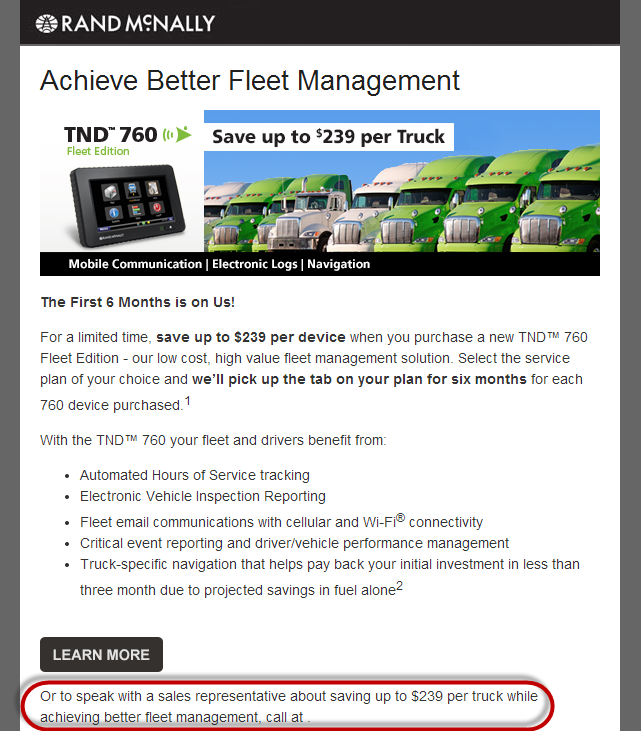 RAND McNALLY
Achieve Better Fleet Management
TND™ 760
Fleet Edition
Save up to $239 per Truck
RAND McNALLY
Mobile Communication | Electronic Logs | Navigation
The First 6 Months is on Us!
For a limited time, save up to $239 per device when you purchase a new TND™ 760
Fleet Edition - our low cost, high value fleet management solution. Select the service
plan of your choice and we'll pick up the tab on your plan for six months for each
760 device purchased.1
With the TND™ 760 your fleet and drivers benefit from:
• Automated Hours of Service tracking
• Electronic Vehicle Inspection Reporting
• Fleet email communications with cellular and Wi-Fi® connectivity
• Critical event reporting and driver/vehicle performance management
• Truck-specific navigation that helps pay back your initial investment in less than
three month due to projected savings in fuel alone2
LEARN MORE
Or to speak with a sales representative about saving up to $239 per truck while
achieving better fleet management, call at .